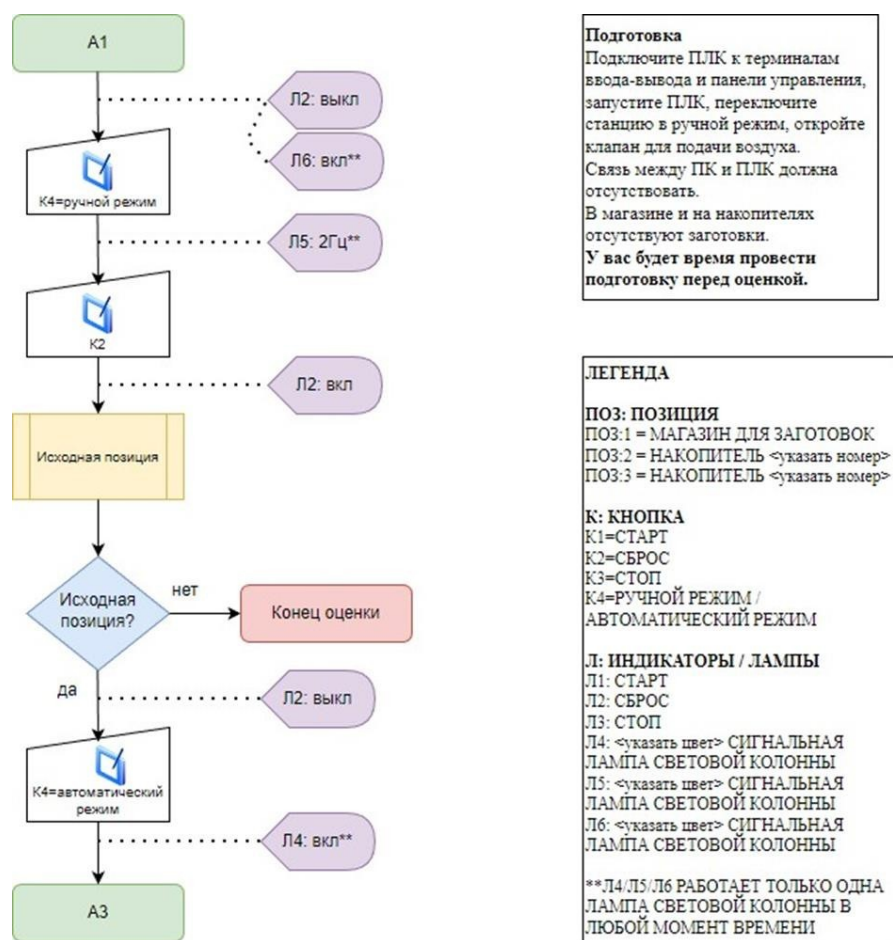 А1
Л2: выкл
Л6: вкл**
К4=ручной режим
Л5: 2Гц**
К2
Л2: вкл
Исходная позиция
Исходная
позиция?
нет
Конец оценки
да
Л2: выкл
К4=автоматический
режим
Л4: вкл**
А3
Подготовка
Подключите ПЛК к терминалам
ввода-вывода и панели управления,
запустите ПЛК, переключите
станцию в ручной режим, откройте
клапан для подачи воздуха.
Связь между ПК и ПЛК должна
отсутствовать.
В магазине и на накопителях
отсутствуют заготовки.
У вас будет время провести
подготовку перед оценкой.
ЛЕГЕНДА
ПОЗ: ПОЗИЦИЯ
ПОЗ:1 = МАГАЗИН ДЛЯ ЗАГОТОВОК
ПОЗ:2 = НАКОПИТЕЛЬ <указать номер>
ПОЗ:3 = НАКОПИТЕЛЬ <указать номер>
К: КНОПКА
К1=СТАРТ
К2=СБРОС
К3=СТОП
К4=РУЧНОЙ РЕЖИМ /
АВТОМАТИЧЕСКИЙ РЕЖИМ
Л: ИНДИКАТОРЫ / ЛАМПЫ
Л1: СТАРТ
Л2: СБРОС
Л3: СТОП
Л4: <указать цвет> СИГНАЛЬНАЯ
ЛАМПА СВЕТОВОЙ КОЛОННЫ
Л5: <указать цвет> СИГНАЛЬНАЯ
ЛАМПА СВЕТОВОЙ КОЛОННЫ
Л6: <указать цвет> СИГНАЛЬНАЯ
ЛАМПА СВЕТОВОЙ КОЛОННЫ
**Л4/Л5/Л6 РАБОТАЕТ ТОЛЬКО ОДНА
ЛАМПА СВЕТОВОЙ КОЛОННЫ В
ЛЮБОЙ МОМЕНТ ВРЕМЕНИ